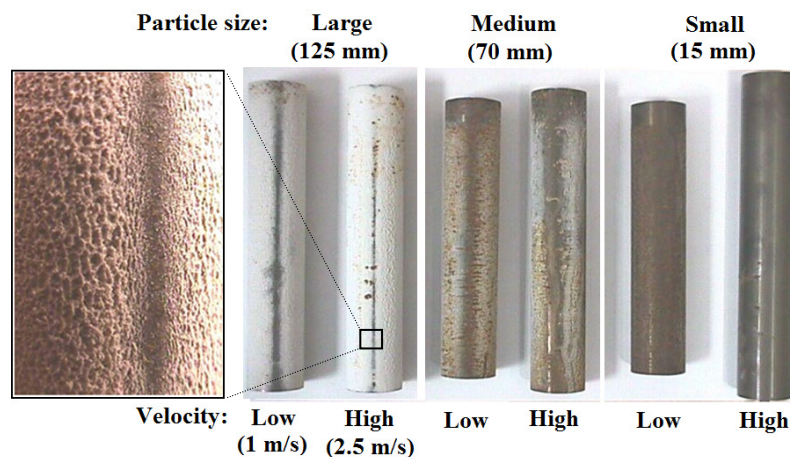 Particle size:
Large
(125 mm)
Medium
(70 mm)
Small
(15 mm)
Velocity:
Low
(1 m/s)
High
(2.5 m/s)
Low
High
Low
High